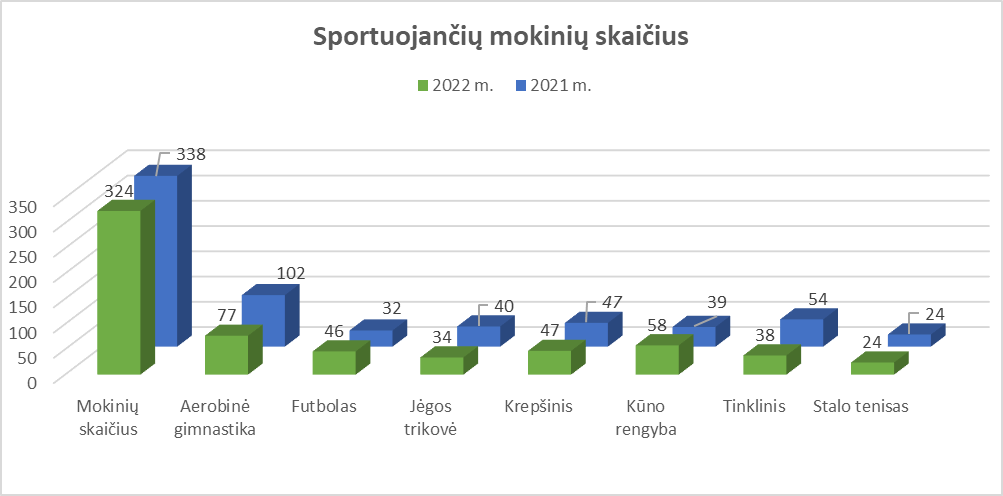 Sportuojančių mokinių skaičius
2022 m. 2021 m.
350
300
250
200
150
100
50
0
324 338
77 102
46 32
34 40
47 47
58 39
38 54
24 24
Mokinių
skaičius
Aerobinė
gimnastika
Futbolas
Jėgos
trikovė
Krepšinis
Kūno
rengyba
Tinklinis
Stalo tenisas